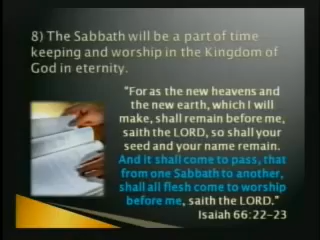 8) The Sabbath will be a part of time
keeping and worship in the Kingdom of
God in eternity.
"For as the new heavens and
the new earth, which I will
make, shall remain before me,
saith the LORD, so shall your
seed and your name remain.
And it shall come to pass, that
from one Sabbath to another,
shall all flesh come to worship
before me, saith the LORD."
Isaiah 66:22-23